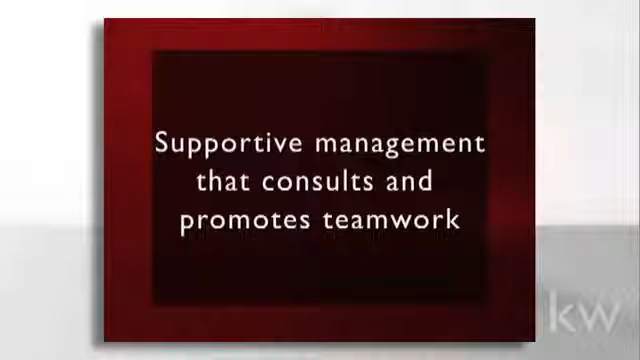 Supportive management
that consults and
promotes teamwork
kw